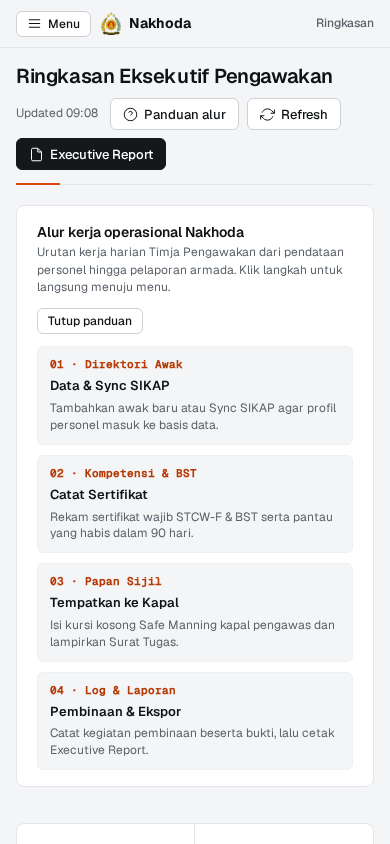 Menu
Nakhoda
Ringkasan
Ringkasan Eksekutif Pengawakan
Updated 09:08
Panduan alur
Refresh
Executive Report
Alur kerja operasional Nakhoda
Urutan kerja harian Timja Pengawakan dari pendataan
personel hingga pelaporan armada. Klik langkah untuk
langsung menuju menu.
Tutup panduan
01 · Direktori Awak
Data & Sync SIKAP
Tambahkan awak baru atau Sync SIKAP agar profil
personel masuk ke basis data.
02 · Kompetensi & BST
Catat Sertifikat
Rekam sertifikat wajib STCW-F & BST serta pantau
yang habis dalam 90 hari.
03 · Papan Sijil
Tempatkan ke Kapal
Isi kursi kosong Safe Manning kapal pengawas dan
lampirkan Surat Tugas.
04 · Log & Laporan
Pembinaan & Ekspor
Catat kegiatan pembinaan beserta bukti, lalu cetak
Executive Report.